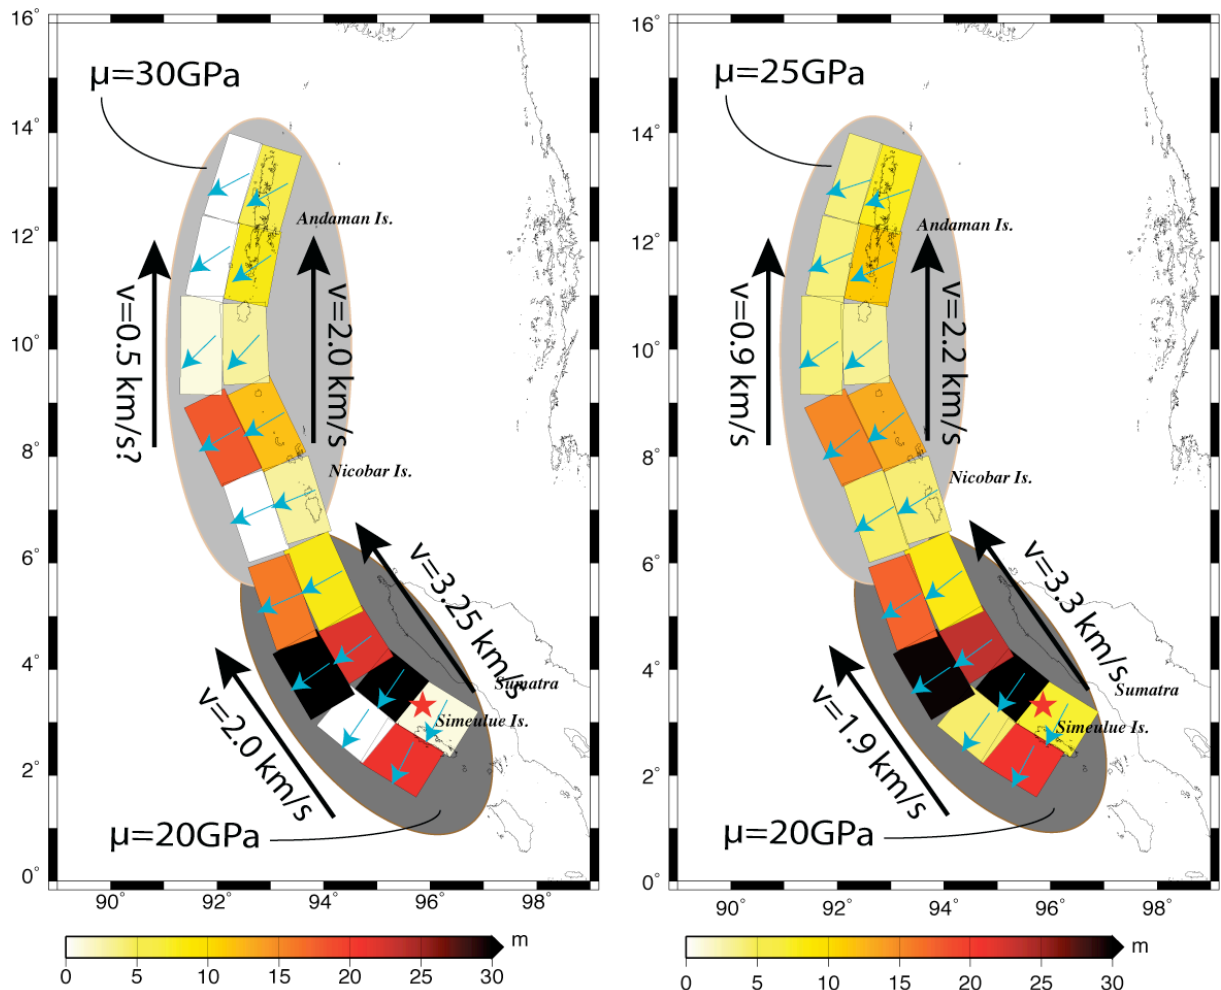 16°
14°
12°
10°
8°
6°
4°
2°
0°
μ=30GPa
Andaman Is.
v=0.5 km/s?
v=2.0 km/s
Nicobar Is.
v=3.25 km/s
Sumatra
Simeulue Is.
v=2.0 km/s
μ=20GPa
90°
92°
94°
96°
98°
0
5
10
15
20
25
30
m
16°
14°
12°
10°
8°
6°
4°
2°
0°
μ=25GPa
Andaman Is.
v=0.9 km/s
v=2.2 km/s
Nicobar Is.
v=3.3 km/s
Sumatra
Simeulue Is.
v=1.9 km/s
μ=20GPa
90°
92°
94°
96°
98°
0
5
10
15
20
25
30
m